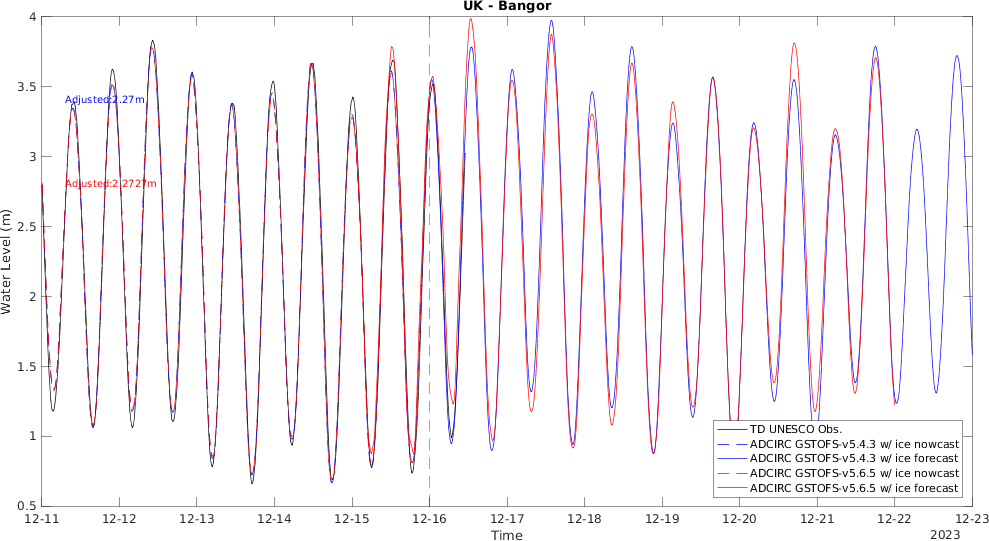 UK - Bangor
4
3.5
3
2.5
2
1.5
1
0.5
Water Level (m)
Adjusted:2.27m
Adjusted:2.2727m
TD UNESCO Obs.
ADCIRC GSTOFS-v5.4.3 w/ ice nowcast
ADCIRC GSTOFS-v5.4.3 w/ ice forecast
ADCIRC GSTOFS-v5.6.5 w/ ice nowcast
ADCIRC GSTOFS-v5.6.5 w/ ice forecast
12-11 12-12 12-13 12-14 12-15 12-16 12-17 12-18 12-19 12-20 12-21 12-22 12-23
Time
2023